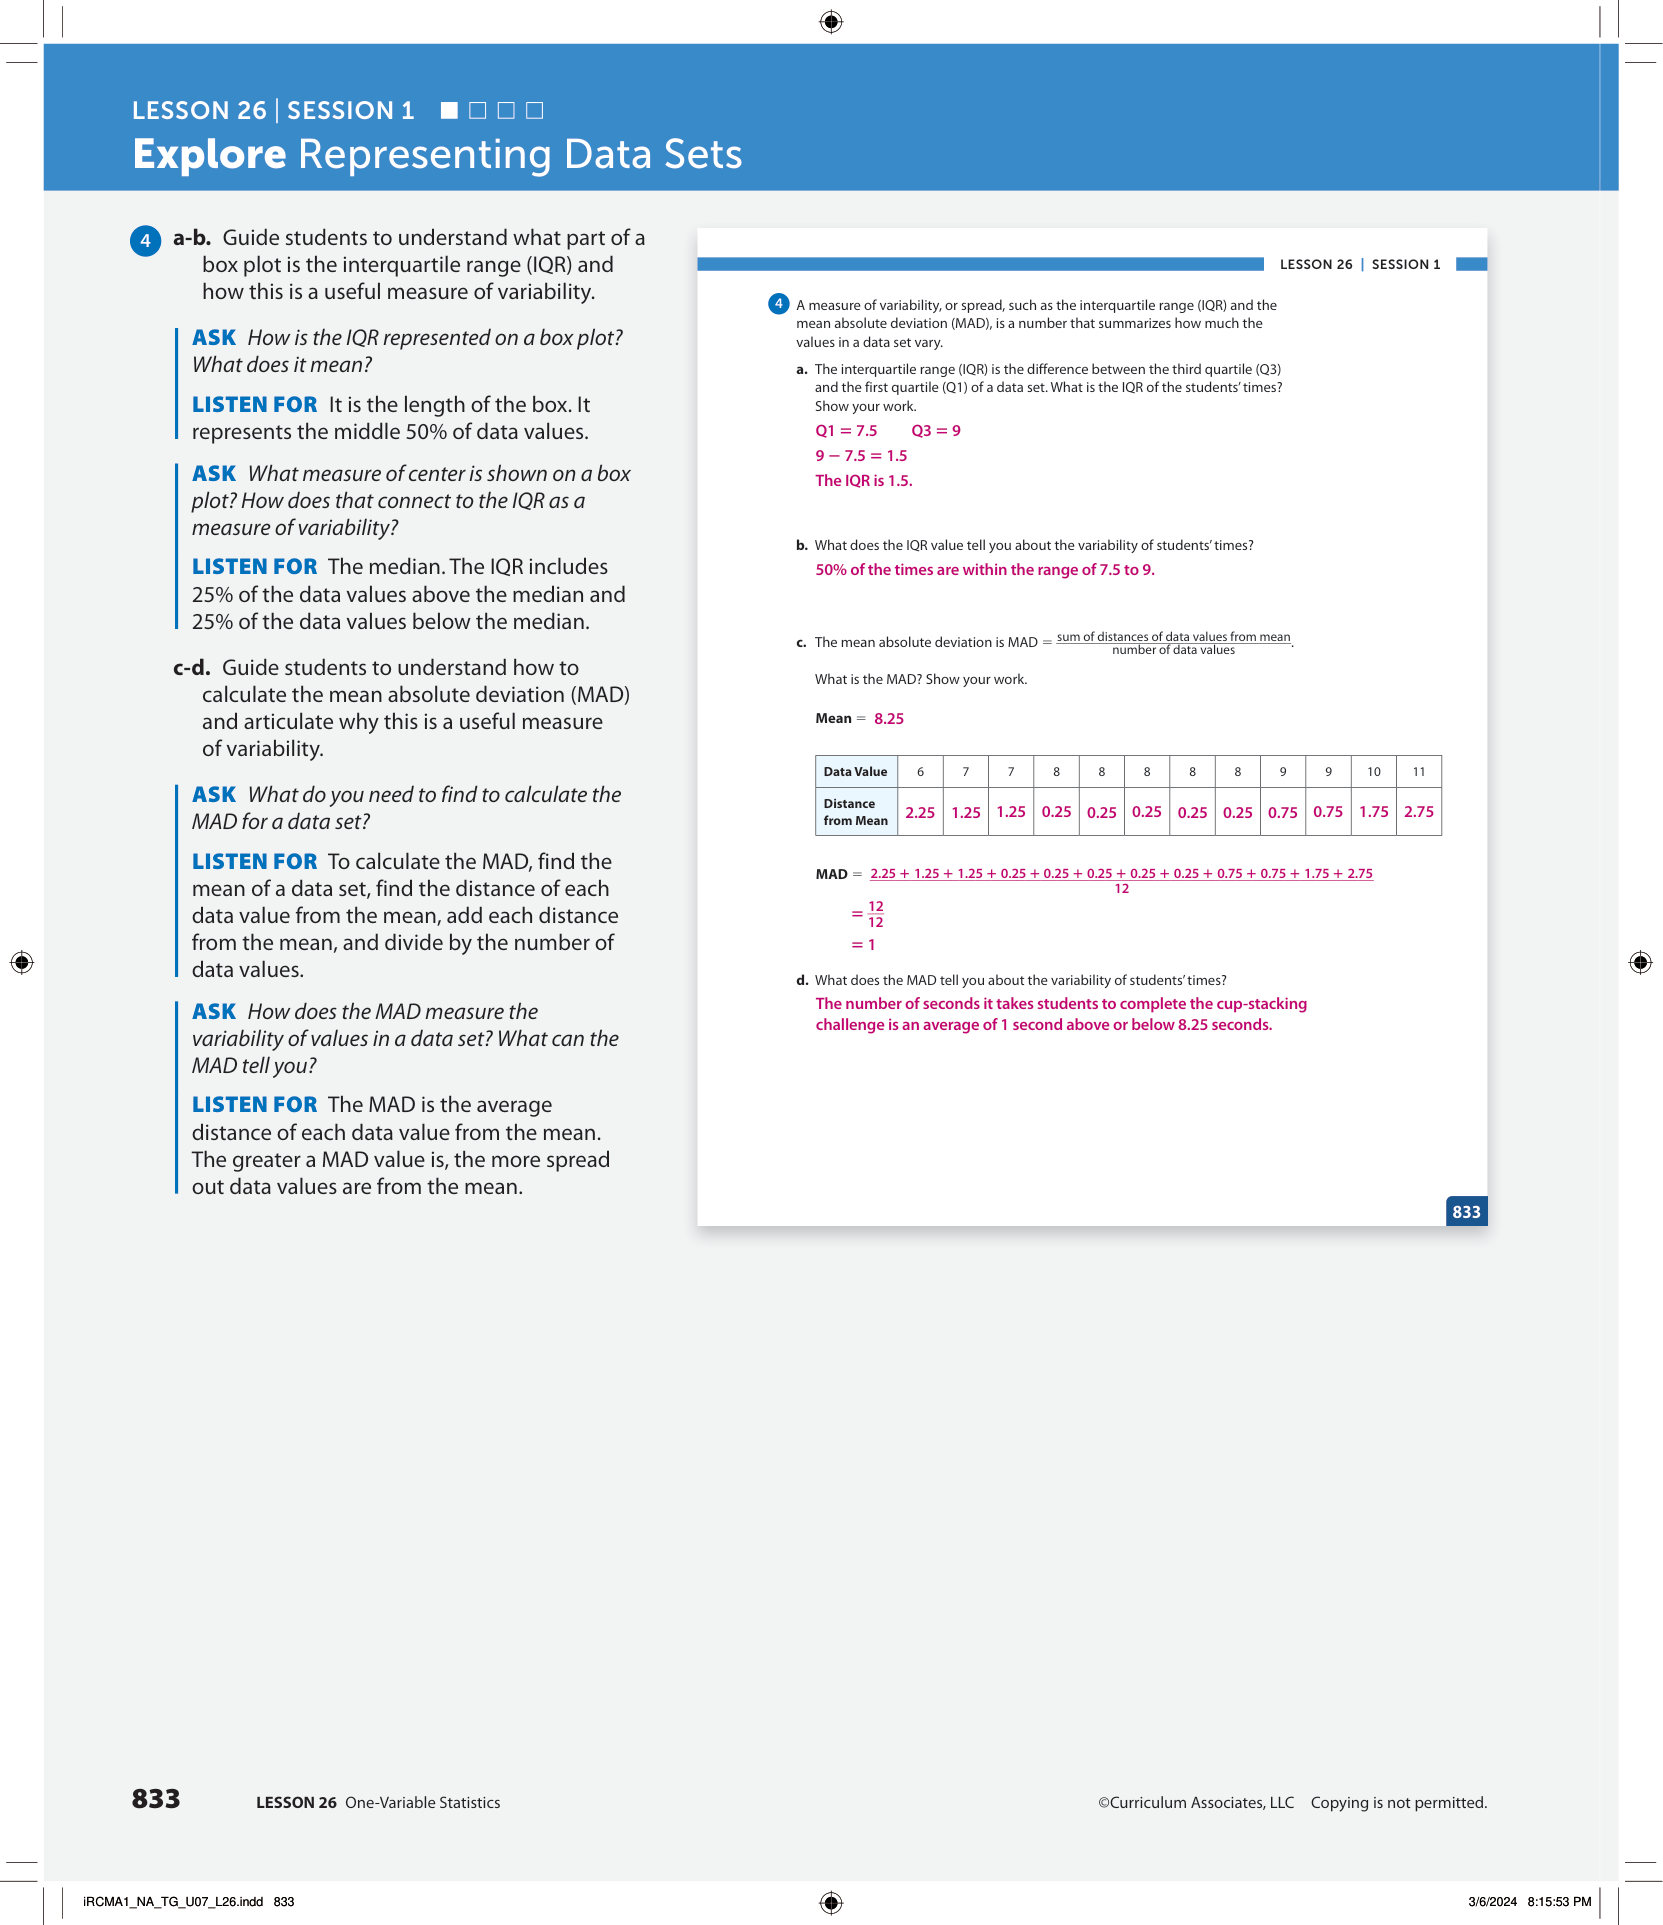 LESSON 26 | SESSION 1
Explore Representing Data Sets
4 a-b. Guide students to understand what part of a
box plot is the interquartile range (IQR) and
how this is a useful measure of variability.
ASK How is the IQR represented on a box plot?
What does it mean?
LISTEN FOR It is the length of the box. It
represents the middle 50% of data values.
ASK What measure of center is shown on a box
plot? How does that connect to the IQR as a
measure of variability?
LISTEN FOR The median. The IQR includes
25% of the data values above the median and
25% of the data values below the median.
c-d. Guide students to understand how to
calculate the mean absolute deviation (MAD)
and articulate why this is a useful measure
of variability.
ASK What do you need to find to calculate the
MAD for a data set?
LISTEN FOR To calculate the MAD, find the
mean of a data set, find the distance of each
data value from the mean, add each distance
from the mean, and divide by the number of
data values.
ASK How does the MAD measure the
variability of values in a data set? What can the
MAD tell you?
LISTEN FOR The MAD is the average
distance of each data value from the mean.
The greater a MAD value is, the more spread
out data values are from the mean.
LESSON 26 | SESSION 1
4 A measure of variability, or spread, such as the interquartile range (IQR) and the
mean absolute deviation (MAD), is a number that summarizes how much the
values in a data set vary.
a. The interquartile range (IQR) is the difference between the third quartile (Q3)
and the first quartile (Q1) of a data set. What is the IQR of the students' times?
Show your work.
Q1 = 7.5 Q3 = 9
9 − 7.5 = 1.5
The IQR is 1.5.
b. What does the IQR value tell you about the variability of students' times?
50% of the times are within the range of 7.5 to 9.
c. The mean absolute deviation is MAD = sum of distances of data values from mean
number of data values.
What is the MAD? Show your work.
Mean = 8.25
Data Value 6 7 7 8 8 8 8 8 9 9 10 11
Distance
from Mean 2.25 1.25 1.25 0.25 0.25 0.25 0.25 0.25 0.75 0.75 1.75 2.75
MAD = 2.25 + 1.25 + 1.25 + 0.25 + 0.25 + 0.25 + 0.25 + 0.25 + 0.75 + 0.75 + 1.75 + 2.75
12
= 12
12
= 1
d. What does the MAD tell you about the variability of students' times?
The number of seconds it takes students to complete the cup-stacking
challenge is an average of 1 second above or below 8.25 seconds.
833
833 LESSON 26 One-Variable Statistics ©Curriculum Associates, LLC Copying is not permitted.
iRCMA1_NA_TG_U07_L26.indd 833 3/6/2024 8:15:53 PM